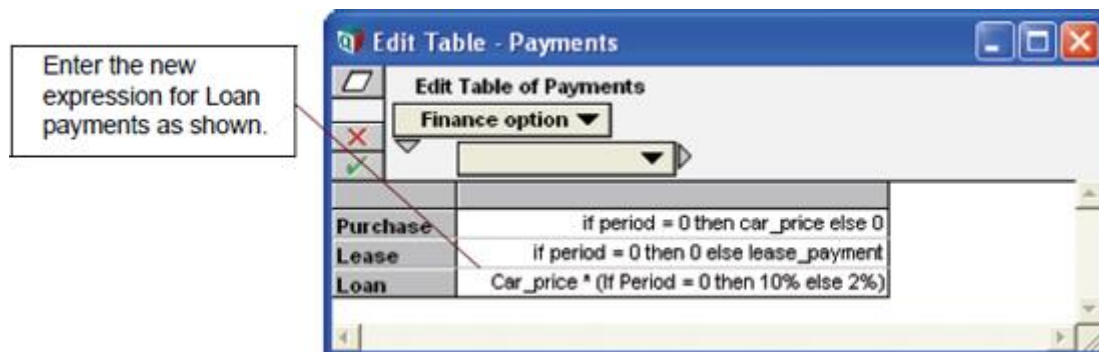 Enter the new
expression for Loan
payments as shown.
Edit Table - Payments
Edit Table of Payments
Finance option
Purchase if period = 0 then car_price else 0
Lease if period = 0 then 0 else lease_payment
Loan Car_price * (If Period = 0 then 10% else 2%)